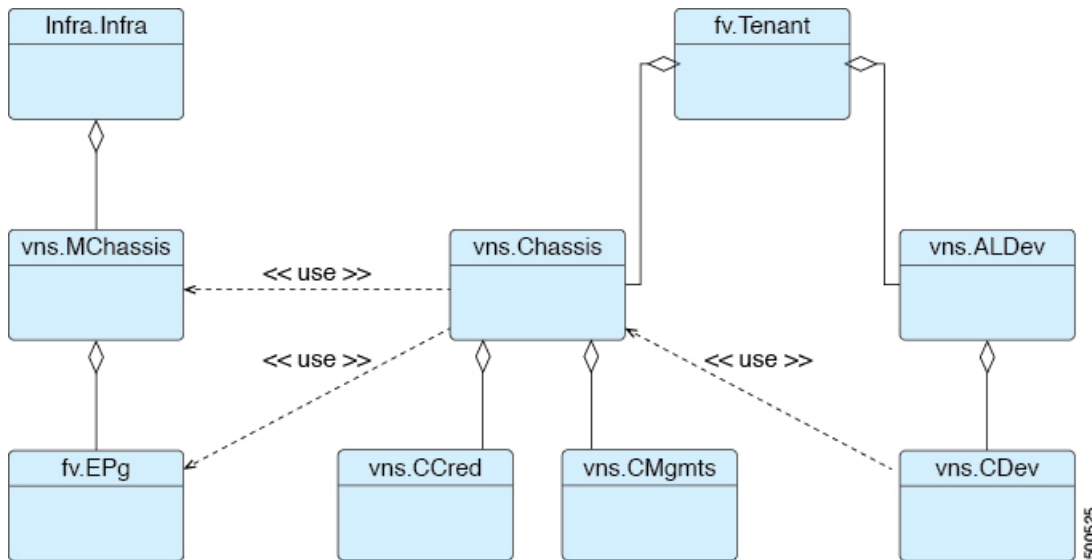 Infra.Infra
fv.Tenant
vns.MChassis
vns.Chassis
vns.ALDev
<< use >>
<< use >>
<< use >>
fv.EPg
vns.CCred
vns.CMgmts
vns.CDev
500525